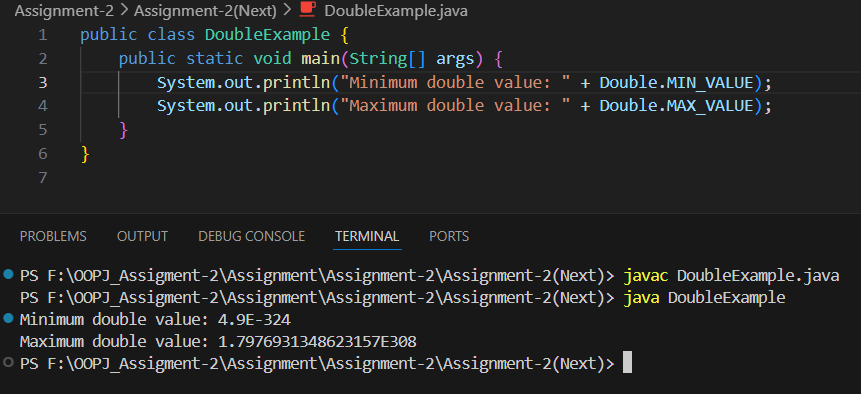 Assignment-2 > Assignment-2(Next) > DoubleExample.java
1 public class DoubleExample {
2     public static void main(String[] args) {
3         System.out.println("Minimum double value: " + Double.MIN_VALUE);
4         System.out.println("Maximum double value: " + Double.MAX_VALUE);
5     }
6 }
7
PROBLEMS OUTPUT DEBUG CONSOLE TERMINAL PORTS
PS F:\OOPJ_Assigment-2\Assignment\Assignment-2\Assignment-2(Next)> javac DoubleExample.java
PS F:\OOPJ_Assigment-2\Assignment\Assignment-2\Assignment-2(Next)> java DoubleExample
Minimum double value: 4.9E-324
Maximum double value: 1.7976931348623157E308
PS F:\OOPJ_Assigment-2\Assignment\Assignment-2\Assignment-2(Next)>